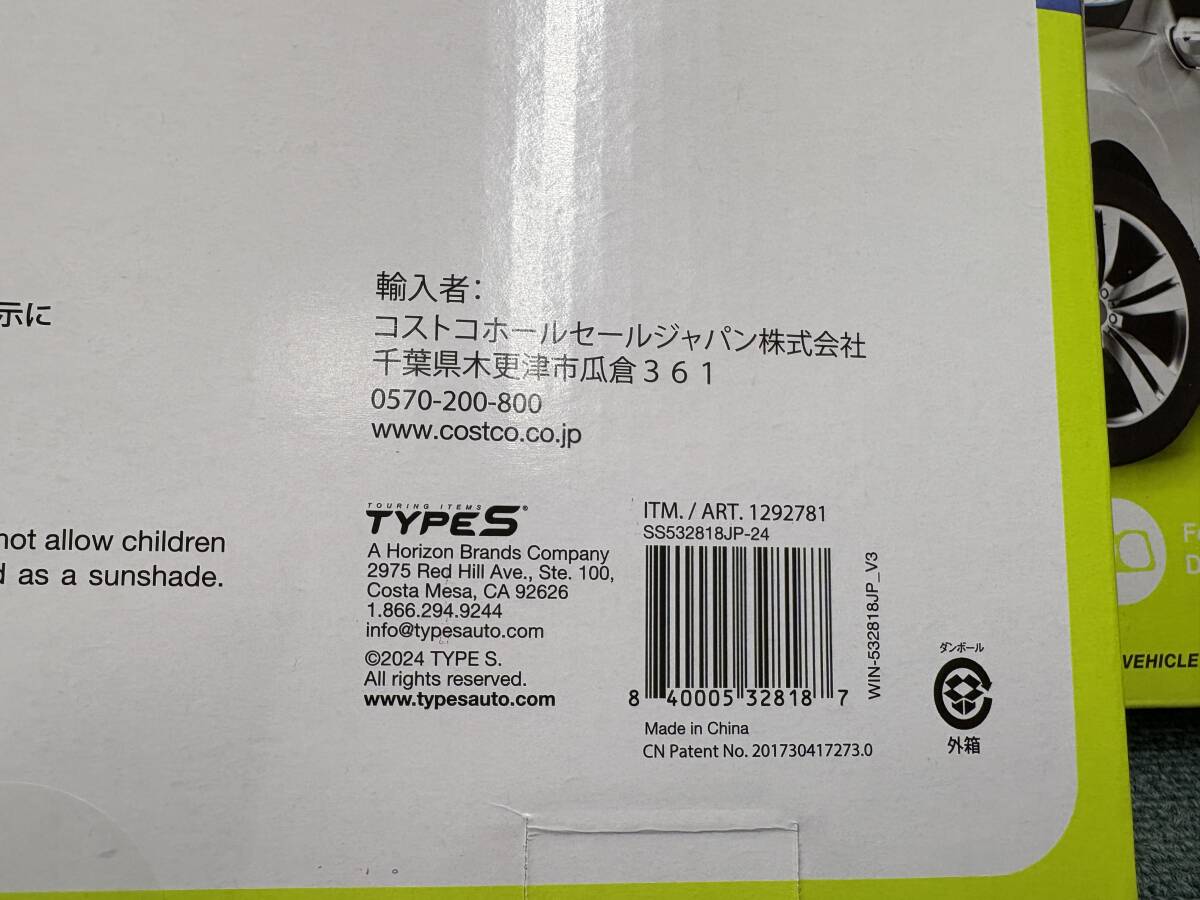 示に
輸入者：
コストコホールセールジャパン株式会社
千葉県木更津市瓜倉３６１
0570-200-800
www.costco.co.jp
not allow children
as a sunshade.
TOURING ITEMS
TYPE S®
A Horizon Brands Company
2975 Red Hill Ave., Ste. 100,
Costa Mesa, CA 92626
1.866.294.9244
info@typesauto.com
©2024 TYPE S.
All rights reserved.
www.typesauto.com
ITM. / ART. 1292781
SS532818JP-24
8 40005 32818 7
WIN-532818JP_V3
Made in China
CN Patent No. 201730417273.0
ダンボール
外箱
VEHICLE